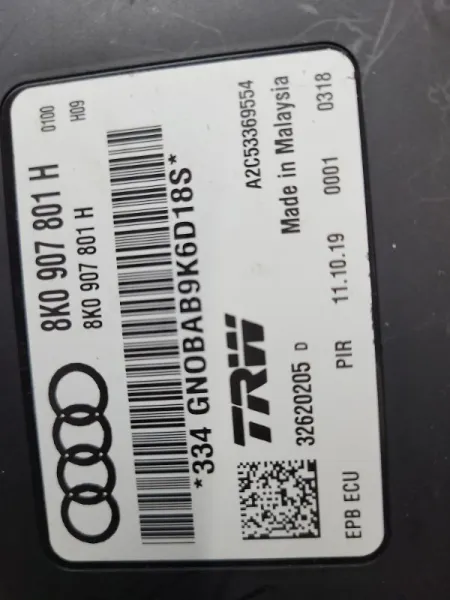 8K0 907 801 H
0100
8K0 907 801 H
H09
*334 GN0BAB9K6D18S*
TRW
A2C53369554
32620205 D
Made in Malaysia
EPB ECU
PIR
11.10.19
0001
0318